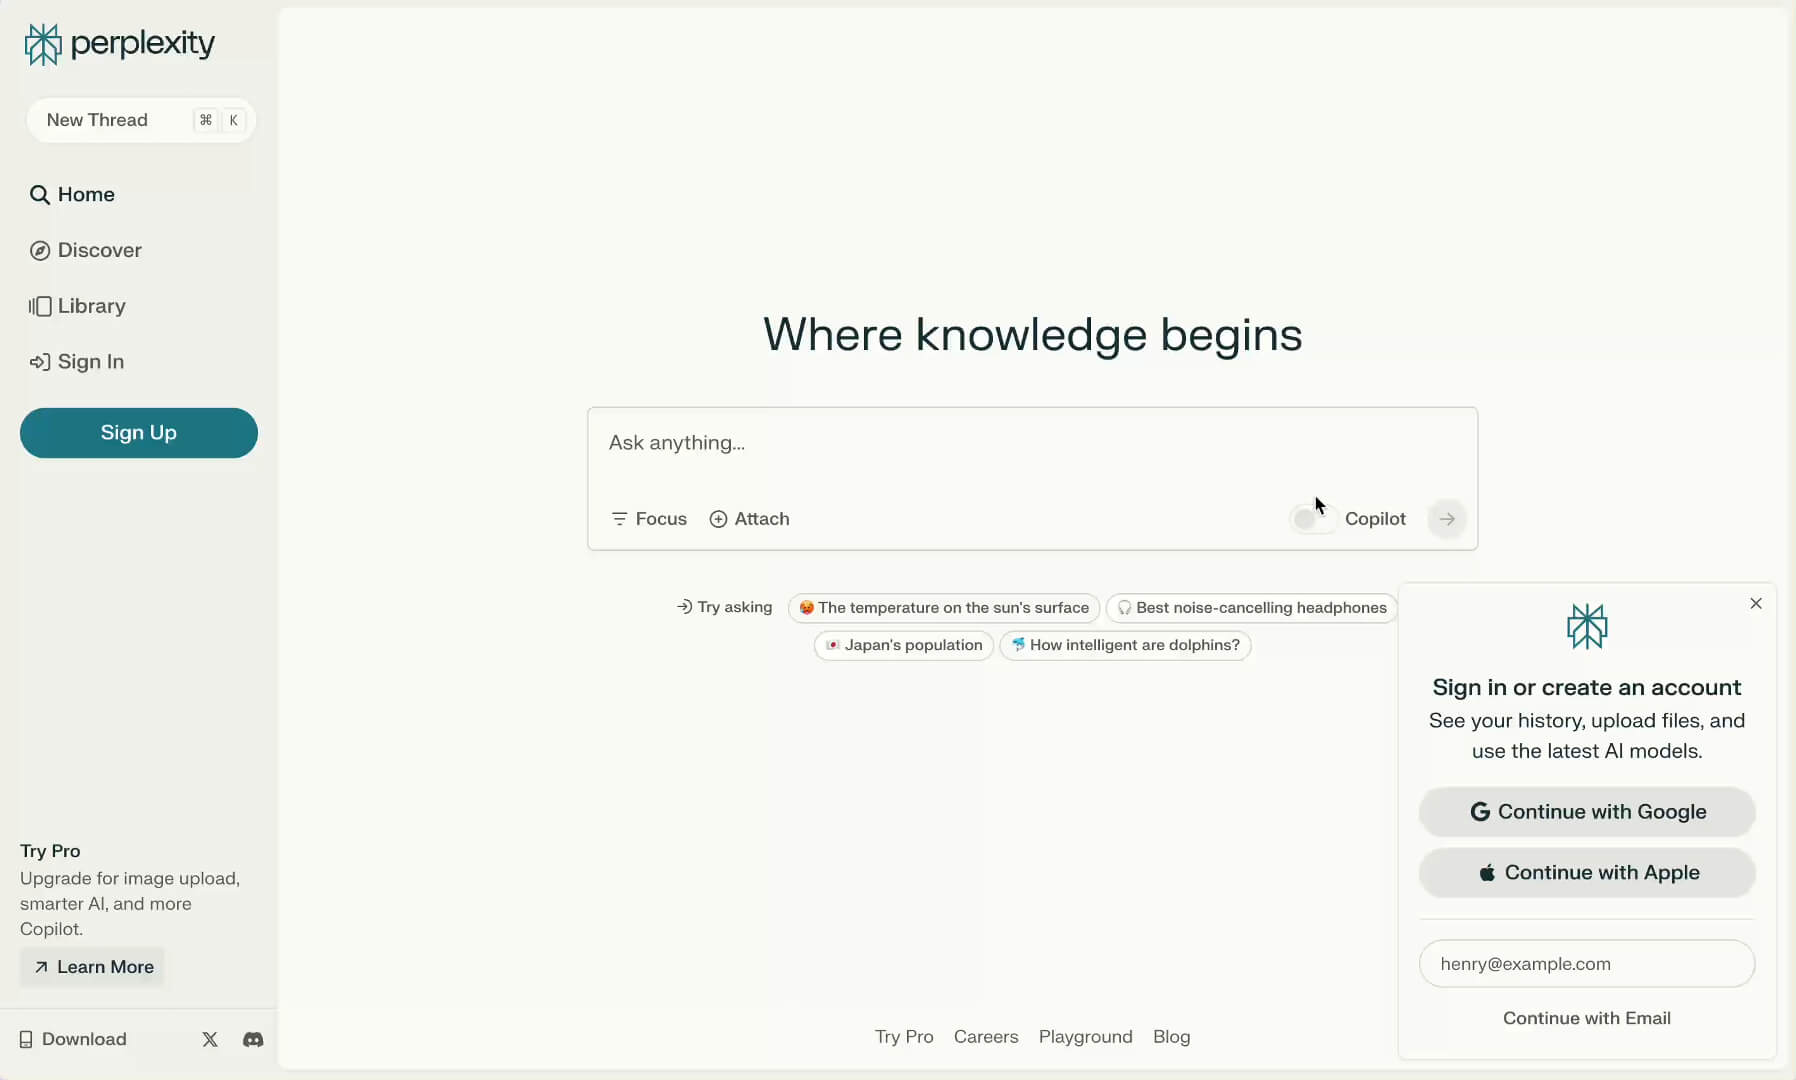 perplexity
New Thread ⌘ K
Home
Discover
Library
Sign In
Sign Up
Try Pro
Upgrade for image upload,
smarter AI, and more
Copilot.
Learn More
Download
Where knowledge begins
Ask anything...
Focus Attach Copilot
Try asking 🥵 The temperature on the sun's surface 🎧 Best noise-cancelling headphones
🇯🇵 Japan's population 🐬 How intelligent are dolphins?
Try Pro Careers Playground Blog
Sign in or create an account
See your history, upload files, and
use the latest AI models.
Continue with Google
Continue with Apple
henry@example.com
Continue with Email